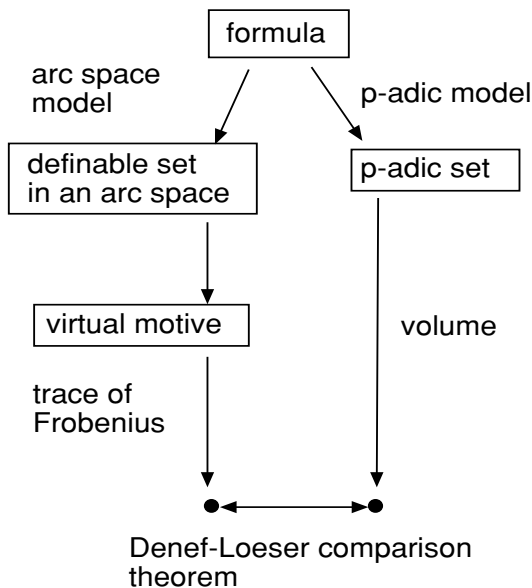 formula
arc space
model
p-adic model
definable set
in an arc space
p-adic set
virtual motive
volume
trace of
Frobenius
Denef-Loeser comparison
theorem